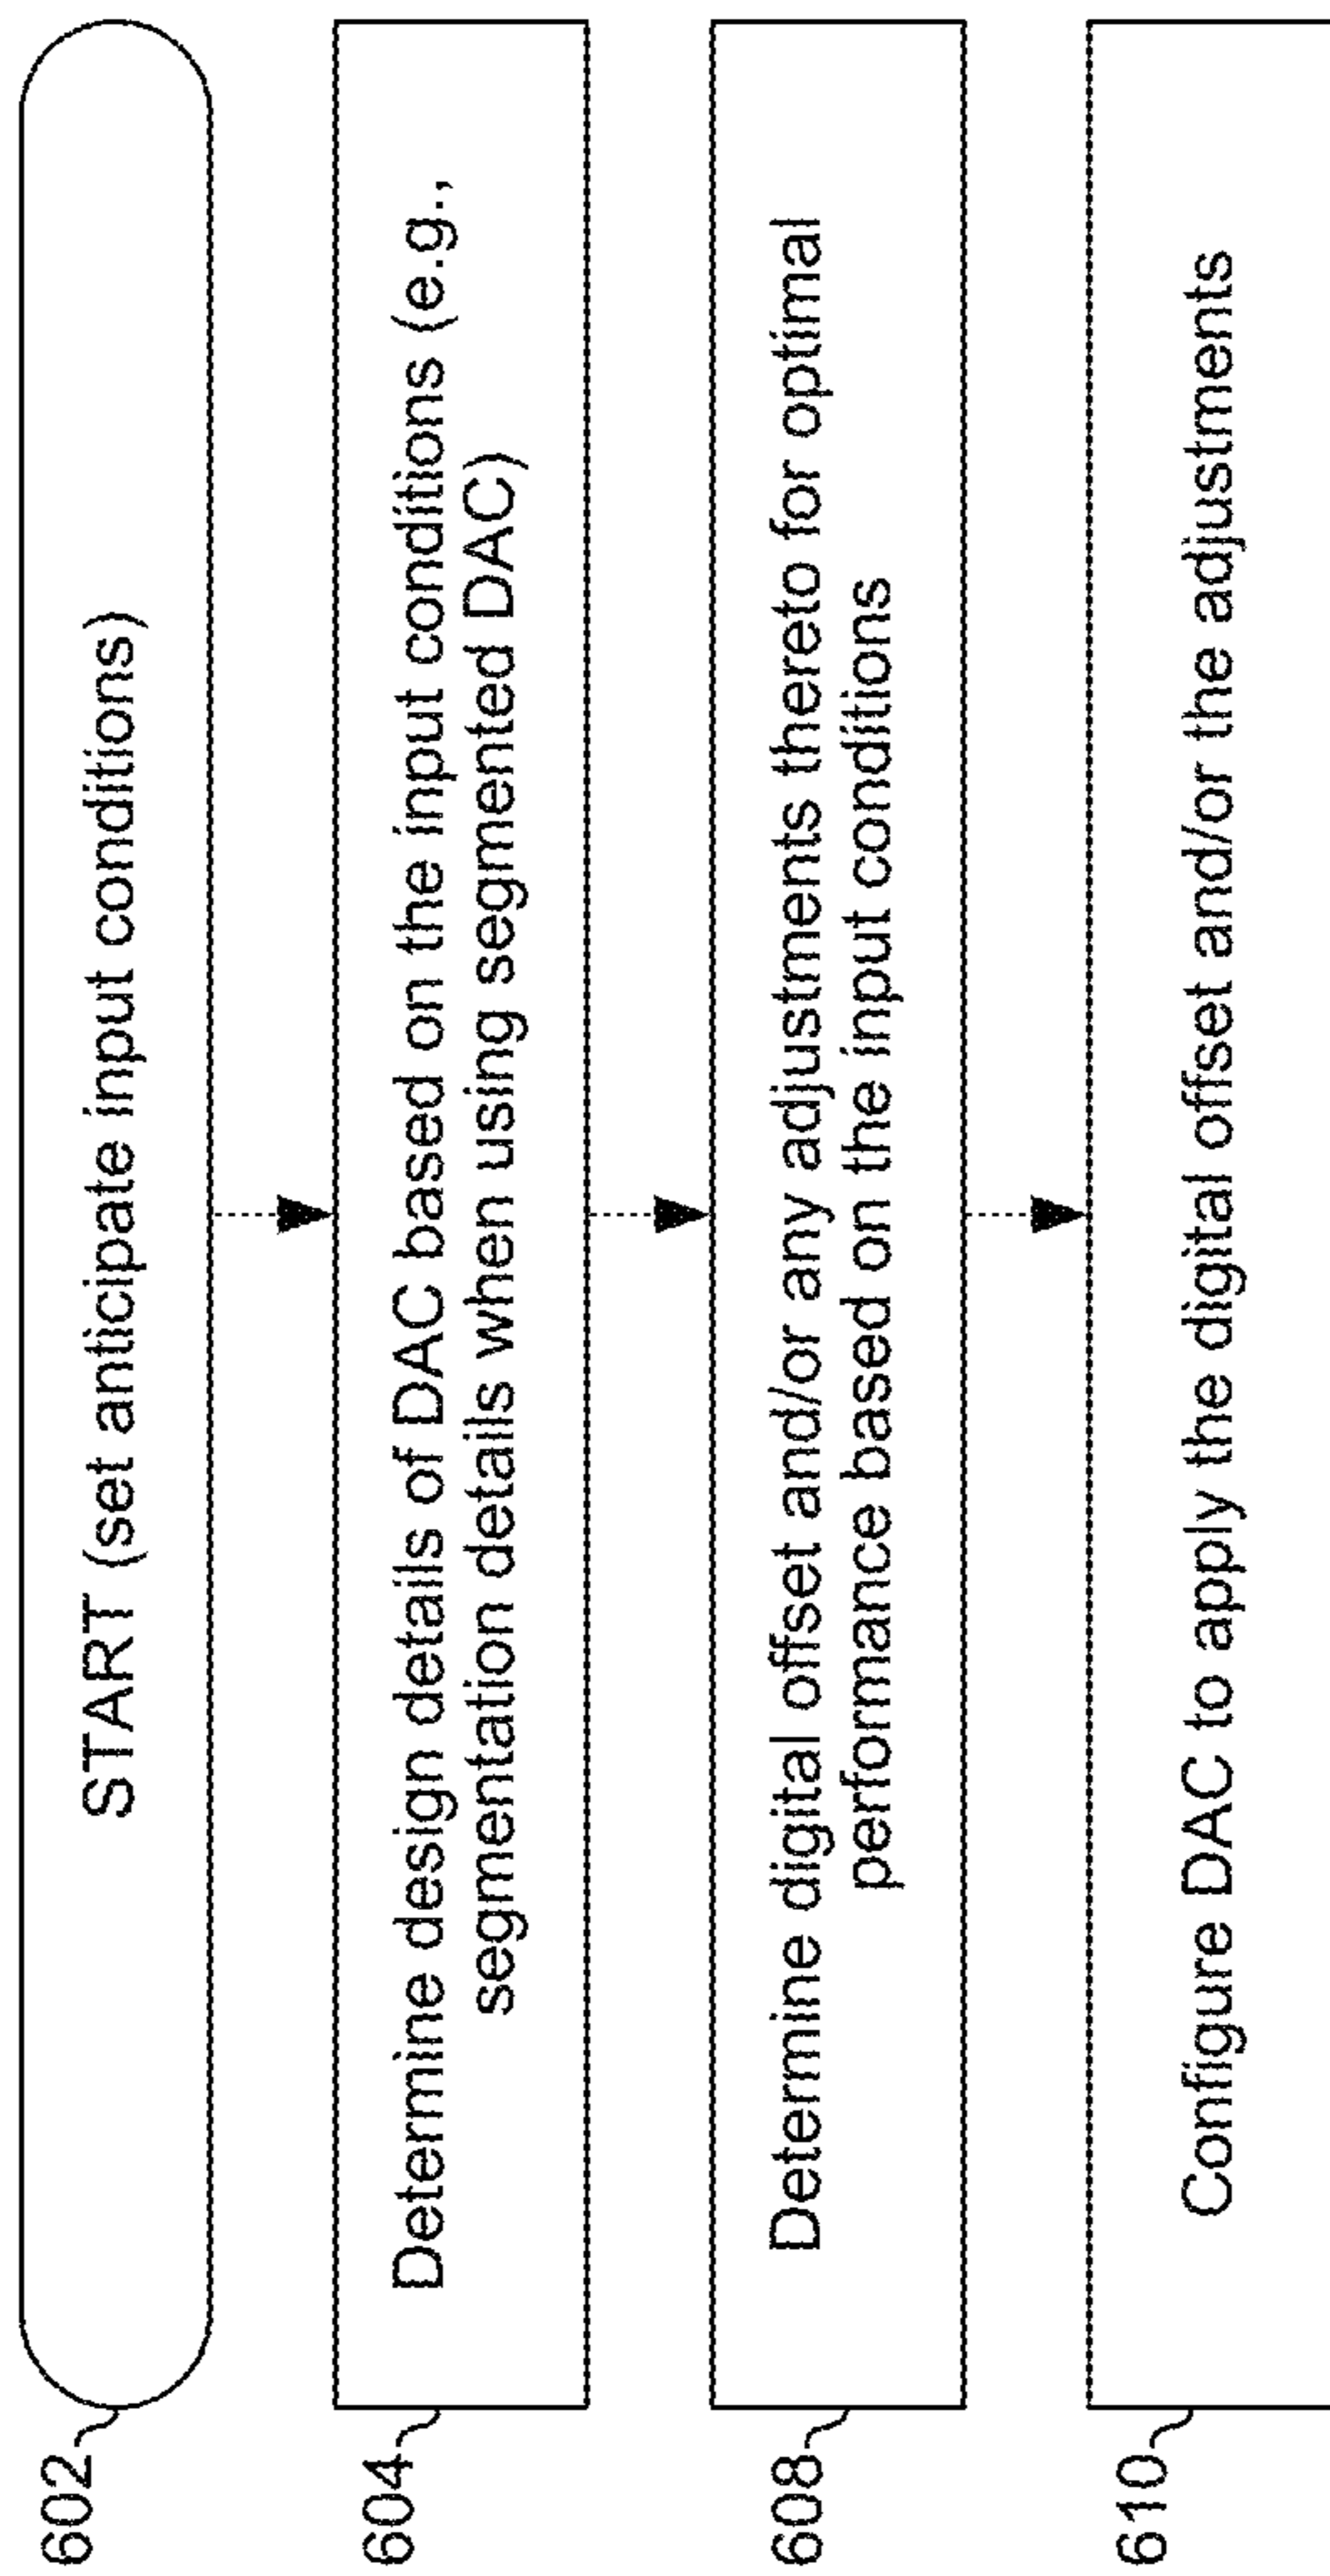 602
START (set anticipate input conditions)
604
Determine design details of DAC based on the input conditions (e.g.,
segmentation details when using segmented DAC)
608
Determine digital offset and/or any adjustments thereto for optimal
performance based on the input conditions
610
Configure DAC to apply the digital offset and/or the adjustments